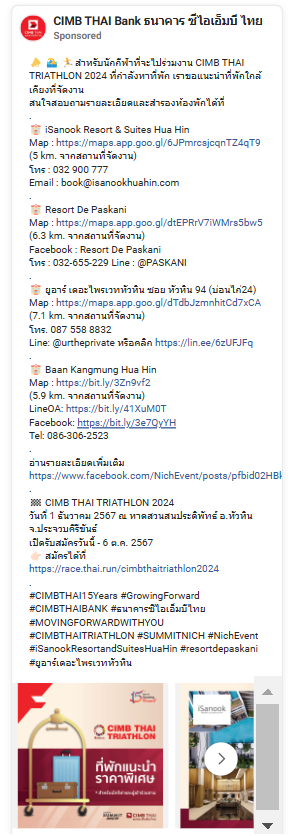 CIMB THAI Bank ธนาคาร ซีไอเอ็มบี ไทย
Sponsored
📣 🏊 🏃 สำหรับนักกีฬาที่จะไปร่วมงาน CIMB THAI
TRIATHLON 2024 ที่กำลังหาที่พัก เราขอแนะนำที่พักใกล้
เคียงที่จัดงาน
สนใจสอบถามรายละเอียดและสำรองห้องพักได้ที่
.
🏨 iSanook Resort & Suites Hua Hin
Map : https://maps.app.goo.gl/6JPmrcsjcqnTZ4qT9
(5 km. จากสถานที่จัดงาน)
โทร : 032 900 777
Email : book@isanookhuahin.com
.
🏨 Resort De Paskani
Map : https://maps.app.goo.gl/dtEPRrV7iWMrs5bw5
(6.3 km. จากสถานที่จัดงาน)
Facebook : Resort De Paskani
โทร : 032-655-229 Line : @PASKANI
.
🏨 ยูอาร์ เดอะไพรเวทหัวหิน ซอย หัวหิน 94 (บ่อนไก่24)
Map : https://maps.app.goo.gl/dTdbJzmnhitCd7xCA
(7.1 km. จากสถานที่จัดงาน)
โทร. 087 558 8832
Line: @urtheprivate หรือคลิก https://lin.ee/6zUFJFq
.
🏨 Baan Kangmung Hua Hin
Map : https://bit.ly/3Zn9vf2
(5.9 km. จากสถานที่จัดงาน)
LineOA: https://bit.ly/41XuM0T
Facebook: https://bit.ly/3e7QyYH
Tel: 086-306-2523
.
อ่านรายละเอียดเพิ่มเติม
https://www.facebook.com/NichEvent/posts/pfbid02HBk
.
🏁 CIMB THAI TRIATHLON 2024
วันที่ 1 ธันวาคม 2567 ณ หาดสวนสนประดิพัทธ์ อ.หัวหิน
จ.ประจวบคีรีขันธ์
เปิดรับสมัครวันนี้ - 6 ต.ค. 2567
👉🏻 สมัครได้ที่
https://race.thai.run/cimbthaitriathlon2024
.
#CIMBTHAI15Years #GrowingForward
#CIMBTHAIBANK #ธนาคารซีไอเอ็มบีไทย
#MOVINGFORWARDWITHYOU
#CIMBTHAITRIATHLON #SUMMITNICH #NichEvent
#iSanookResortandSuitesHuaHin #resortdepaskani
#ยูอาร์เดอะไพรเวทหัวหิน
CIMB THAI
TRIATHLON
ที่พักแนะนำ
ราคาพิเศษ
iSanook